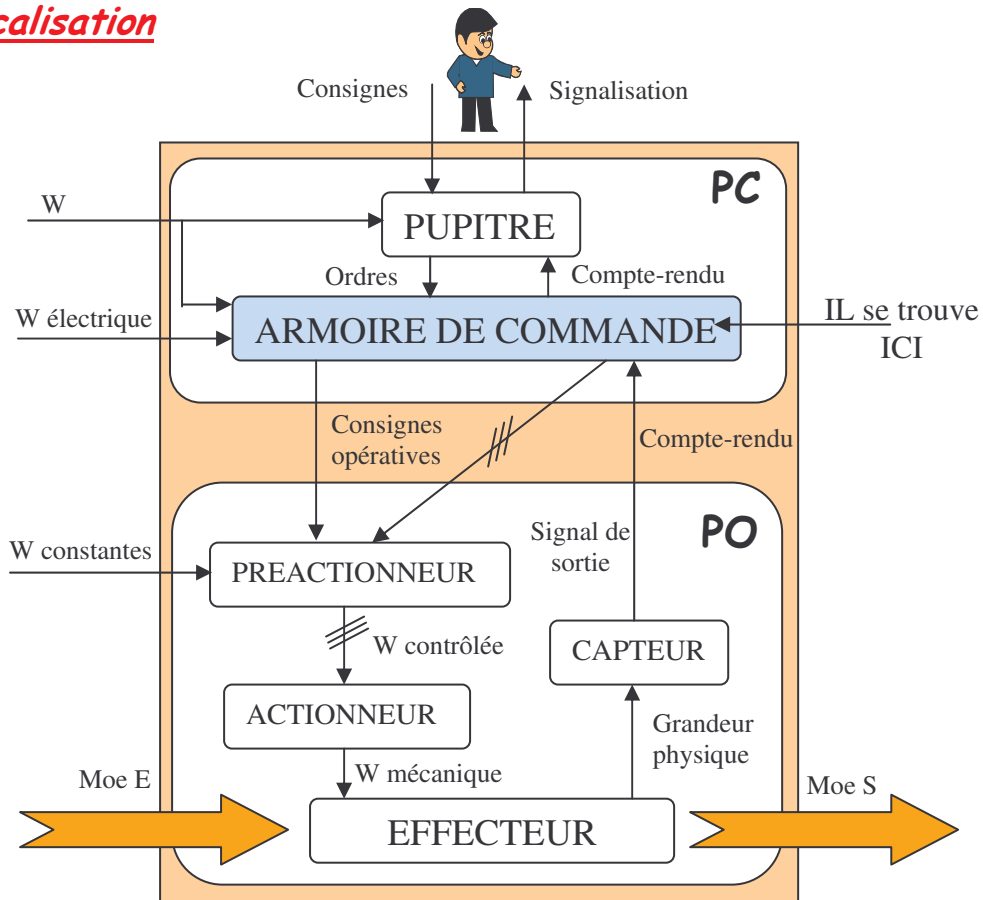 calisation
Consignes
Signalisation
PC
W
PUPITRE
Ordres
Compte-rendu
W électrique
ARMOIRE DE COMMANDE
IL se trouve
ICI
Consignes
opératives
Compte-rendu
PO
Signal de
sortie
W constantes
PREACTIONNEUR
W contrôlée
CAPTEUR
ACTIONNEUR
Grandeur
physique
W mécanique
Moe E
Moe S
EFFECTEUR